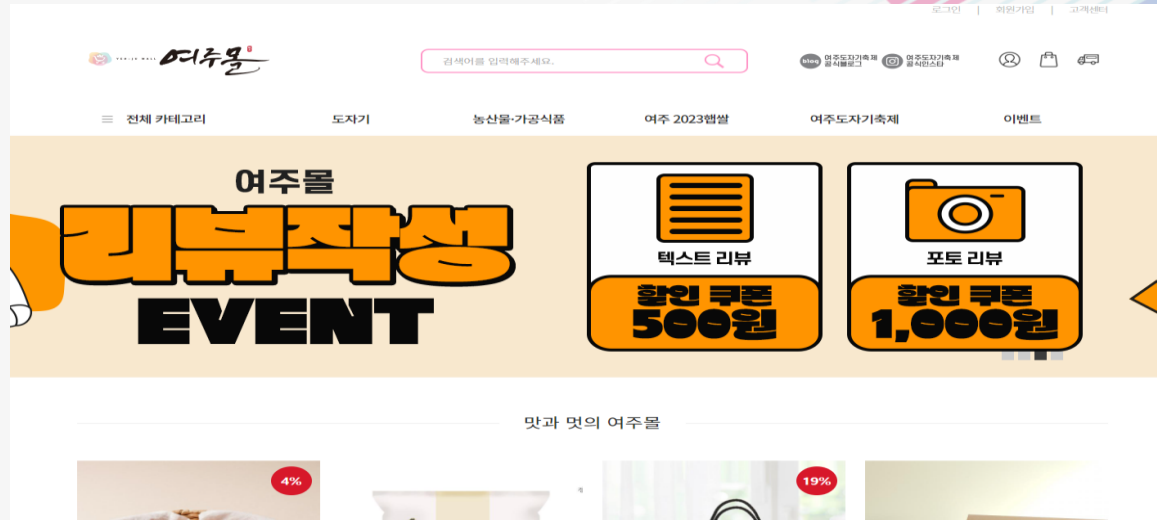 로그인 | 회원가입 | 고객센터
여주몰
검색어를 입력해주세요.
blog 여주도자기축제 공식블로그
여주도자기축제 공식인스타
전체 카테고리
도자기
농산물·가공식품
여주 2023햅쌀
여주도자기축제
이벤트
여주몰
리뷰작성
EVENT
텍스트 리뷰
할인 쿠폰
500원
포토 리뷰
할인 쿠폰
1,000원
맛과 멋의 여주몰
4%
19%